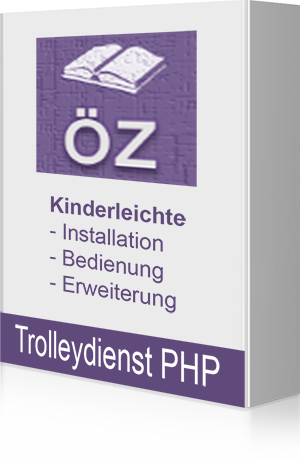 ÖZ
Kinderleichte
- Installation
- Bedienung
- Erweiterung
Trolleydienst PHP